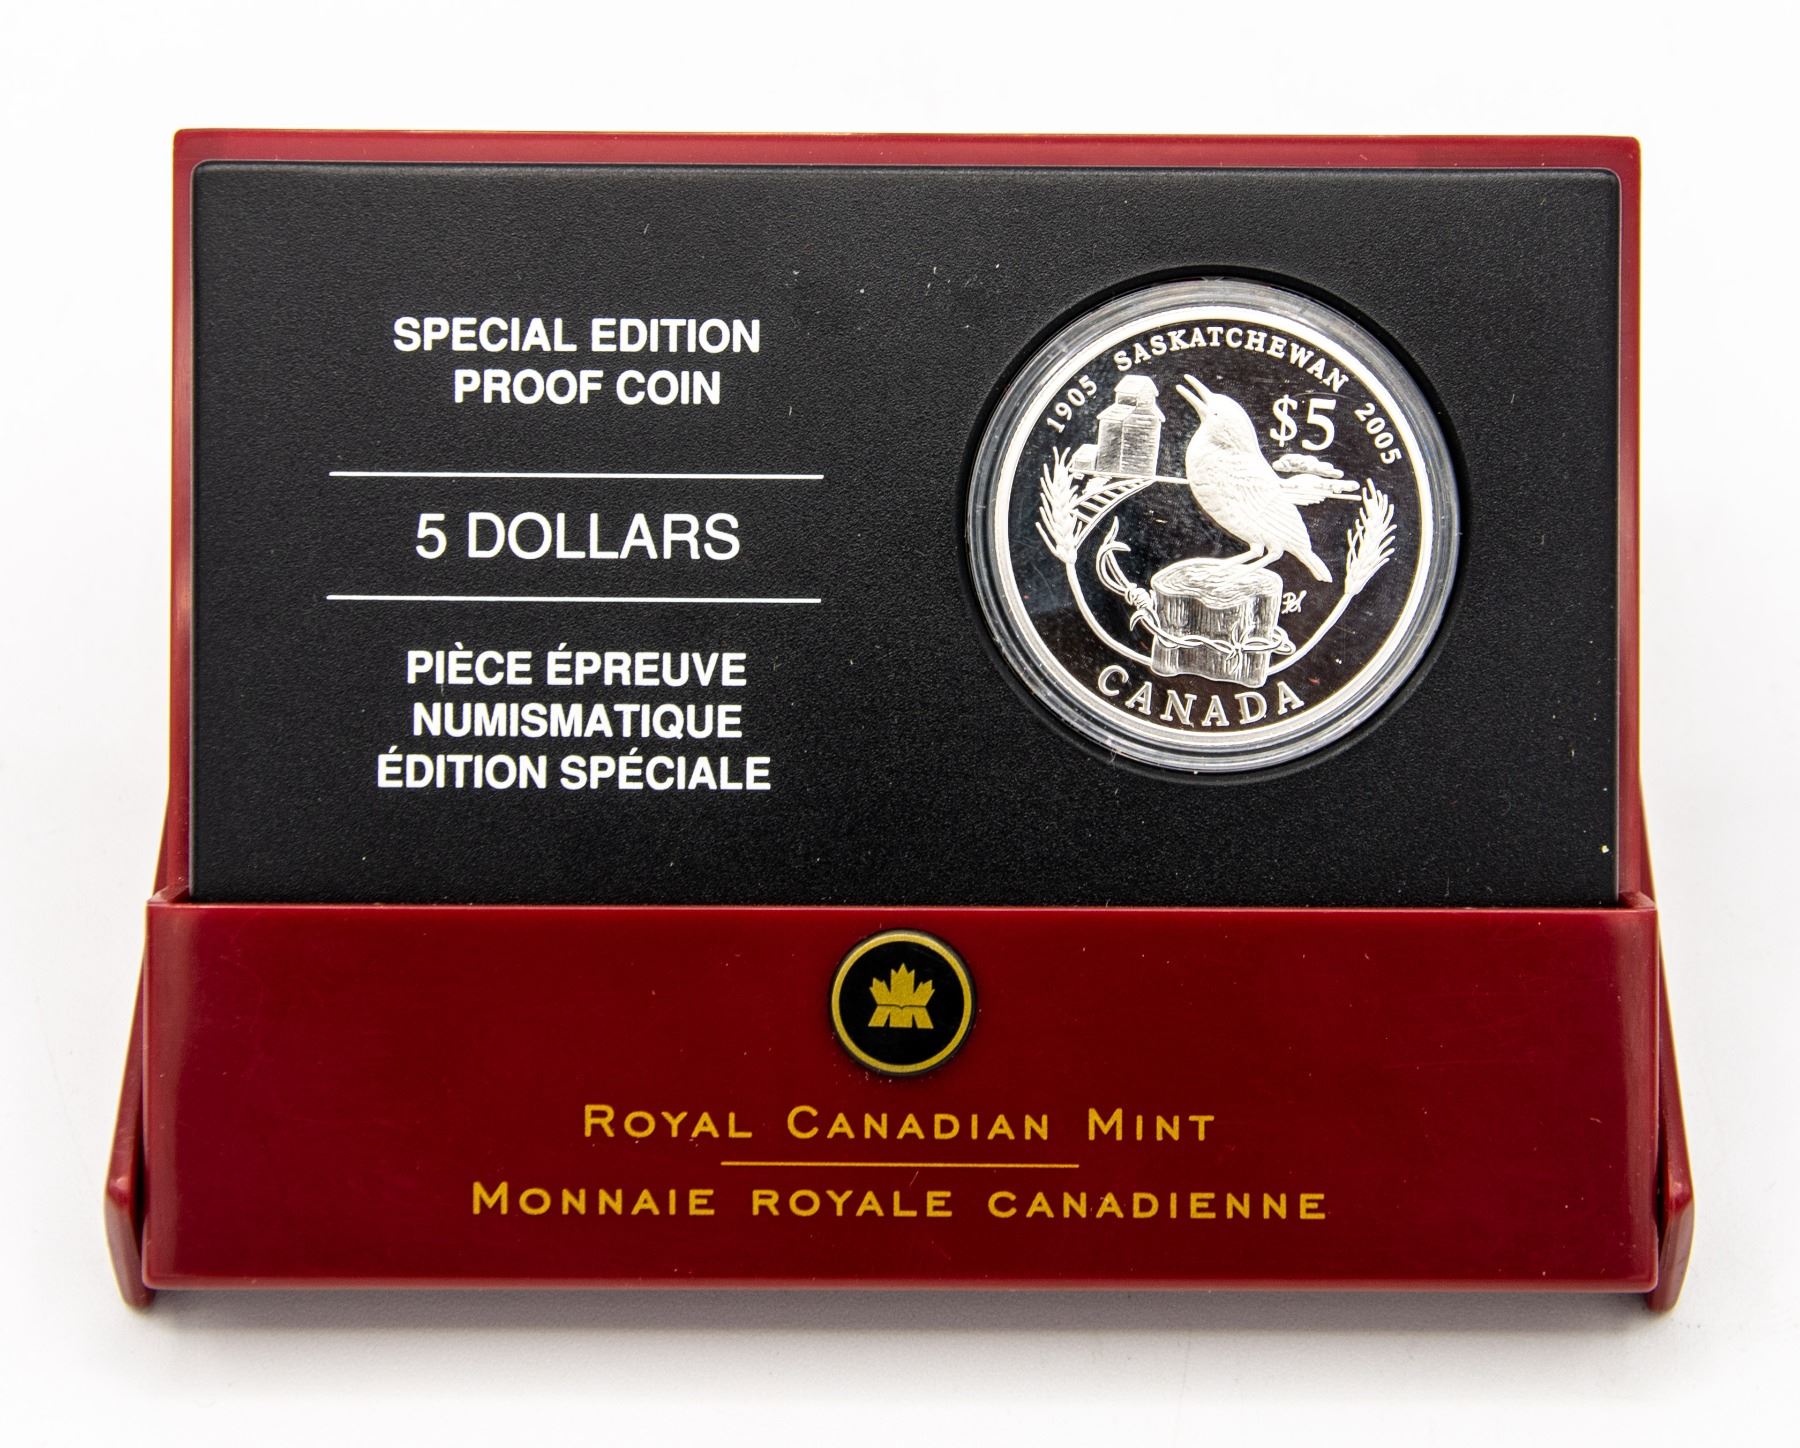 SPECIAL EDITION
PROOF COIN
5 DOLLARS
PIÈCE ÉPREUVE
NUMISMATIQUE
ÉDITION SPÉCIALE
1905 SASKATCHEWAN 2005
$5
CANADA
ROYAL CANADIAN MINT
MONNAIE ROYALE CANADIENNE